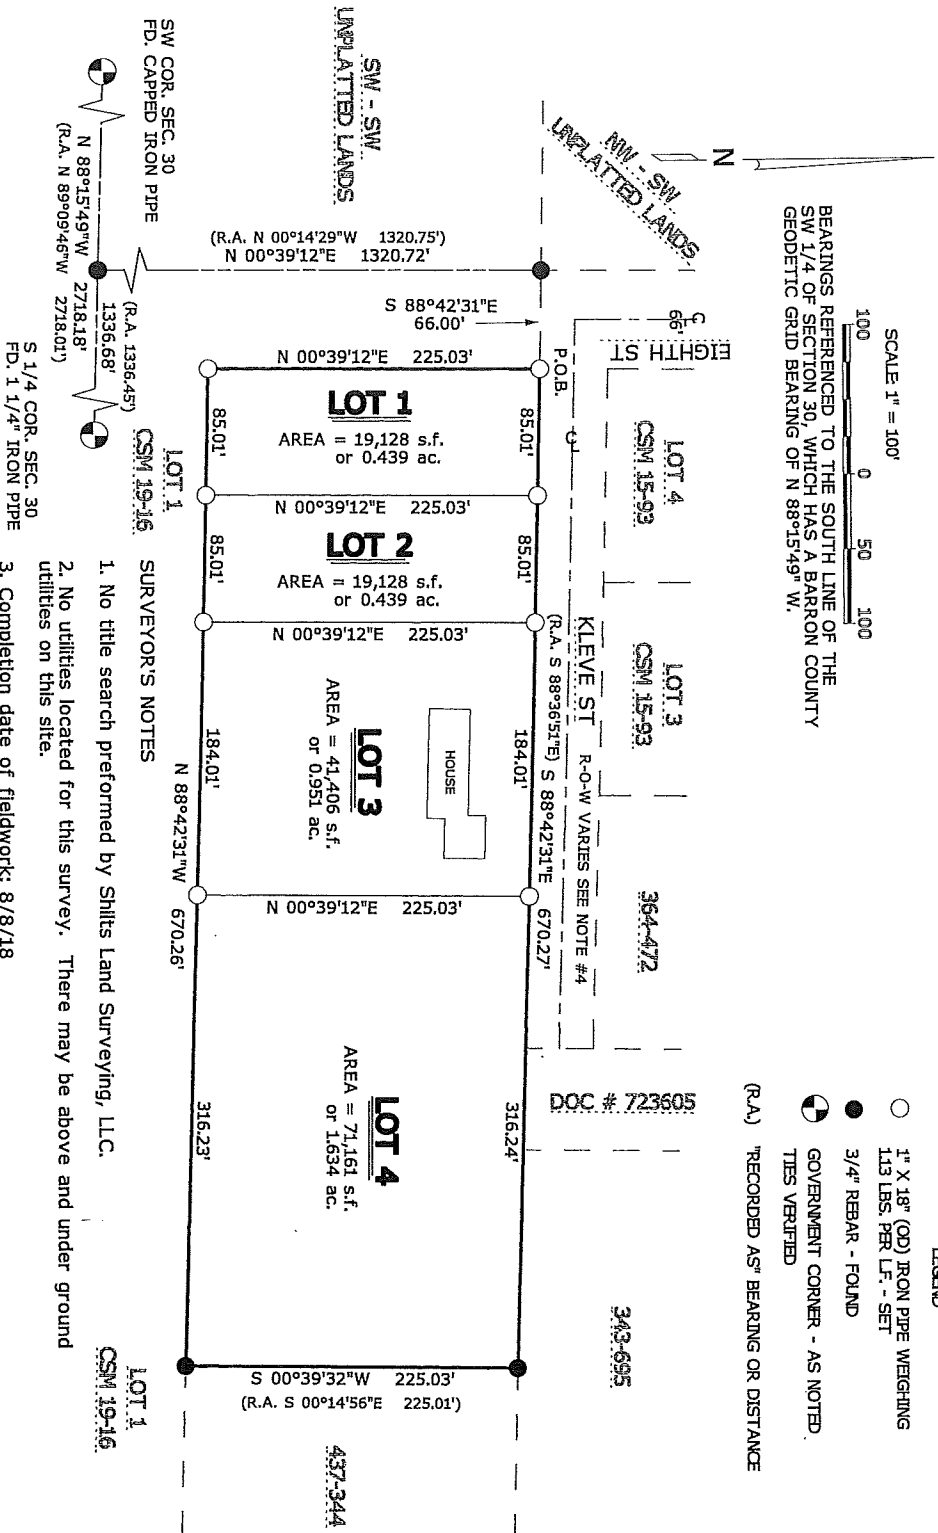 LEGEND
1" X 18" (OD) IRON PIPE WEIGHING
1.13 LBS. PER L.F. - SET
3/4" REBAR - FOUND
GOVERNMENT CORNER - AS NOTED
TIES VERIFIED
(R.A.) "RECORDED AS" BEARING OR DISTANCE
SCALE 1" = 100'
100 0 50 100
BEARINGS REFERENCED TO THE SOUTH LINE OF THE
SW 1/4 OF SECTION 30, WHICH HAS A BARRON COUNTY
GEODETIC GRID BEARING OF N 88°15'49" W.
N
NW - SW
UNPLATTED LANDS
SW - SW
UNPLATTED LANDS
66'
EIGHTH ST
LOT 4
CSM 15-93
LOT 3
CSM 15-93
364-472
DOC # 723605
343-695
KLEVE ST
R-O-W VARIES SEE NOTE #4
P.O.B.
S 88°42'31"E
66.00'
(R.A. N 00°14'29"W 1320.75')
N 00°39'12"E 1320.72'
85.01'
85.01'
(R.A. S 88°36'51"E) S 88°42'31"E 670.27'
184.01'
316.24'
N 00°39'12"E 225.03'
LOT 1
AREA = 19,128 s.f.
or 0.439 ac.
N 00°39'12"E 225.03'
LOT 2
AREA = 19,128 s.f.
or 0.439 ac.
N 00°39'12"E 225.03'
HOUSE
LOT 3
AREA = 41,406 s.f.
or 0.951 ac.
N 00°39'12"E 225.03'
LOT 4
AREA = 71,161 s.f.
or 1.634 ac.
S 00°39'32"W 225.03'
(R.A. S 00°14'56"E 225.01')
437-344
85.01'
85.01'
184.01'
316.23'
N 88°42'31"W 670.26'
LOT 1
CSM 19-16
LOT 1
CSM 19-16
SW COR. SEC. 30
FD. CAPPED IRON PIPE
(R.A. 1336.45')
1336.68'
N 88°15'49"W 2718.18'
(R.A. N 89°09'46"W 2718.01')
S 1/4 COR. SEC. 30
FD. 1 1/4" IRON PIPE
SURVEYOR'S NOTES
1. No title search preformed by Shilts Land Surveying, LLC.
2. No utilities located for this survey. There may be above and under ground
utilities on this site.
3. Completion date of fieldwork: 8/8/18